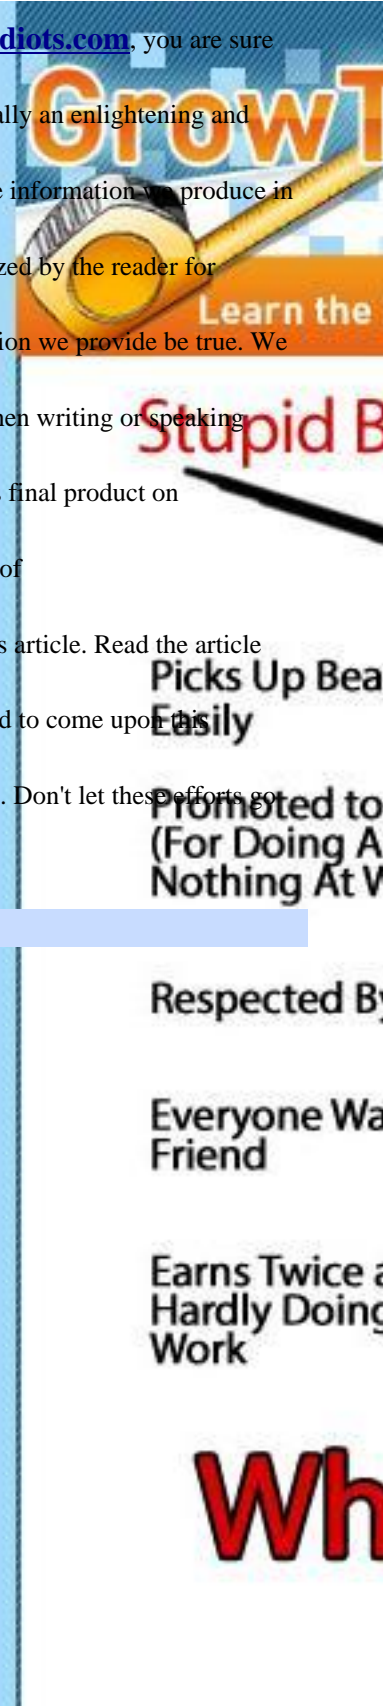 diots.com, you are sure
ally an enlightening and
GrowT
e information we produce in
zed by the reader for
Learn the
ion we provide be true. We
hen writing or speaking
Stupid B
s final product on
of
s article. Read the article
Picks Up Bea
d to come upon this
Easily
. Don't let these efforts go
Promoted to
(For Doing A
Nothing At W
Respected By
Everyone Wa
Friend
Earns Twice a
Hardly Doing
Work
Wh